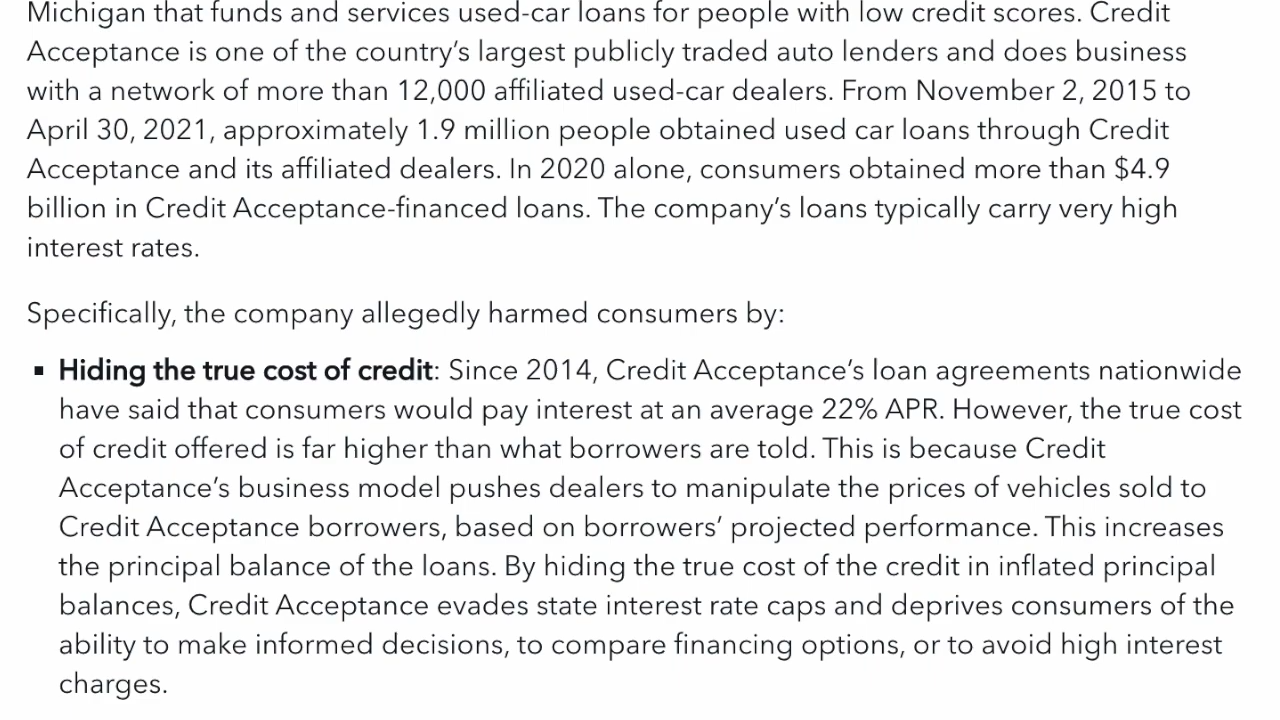 Michigan that funds and services used-car loans for people with low credit scores. Credit
Acceptance is one of the country’s largest publicly traded auto lenders and does business
with a network of more than 12,000 affiliated used-car dealers. From November 2, 2015 to
April 30, 2021, approximately 1.9 million people obtained used car loans through Credit
Acceptance and its affiliated dealers. In 2020 alone, consumers obtained more than $4.9
billion in Credit Acceptance-financed loans. The company’s loans typically carry very high
interest rates.
Specifically, the company allegedly harmed consumers by:
▪ Hiding the true cost of credit: Since 2014, Credit Acceptance’s loan agreements nationwide
have said that consumers would pay interest at an average 22% APR. However, the true cost
of credit offered is far higher than what borrowers are told. This is because Credit
Acceptance’s business model pushes dealers to manipulate the prices of vehicles sold to
Credit Acceptance borrowers, based on borrowers’ projected performance. This increases
the principal balance of the loans. By hiding the true cost of the credit in inflated principal
balances, Credit Acceptance evades state interest rate caps and deprives consumers of the
ability to make informed decisions, to compare financing options, or to avoid high interest
charges.